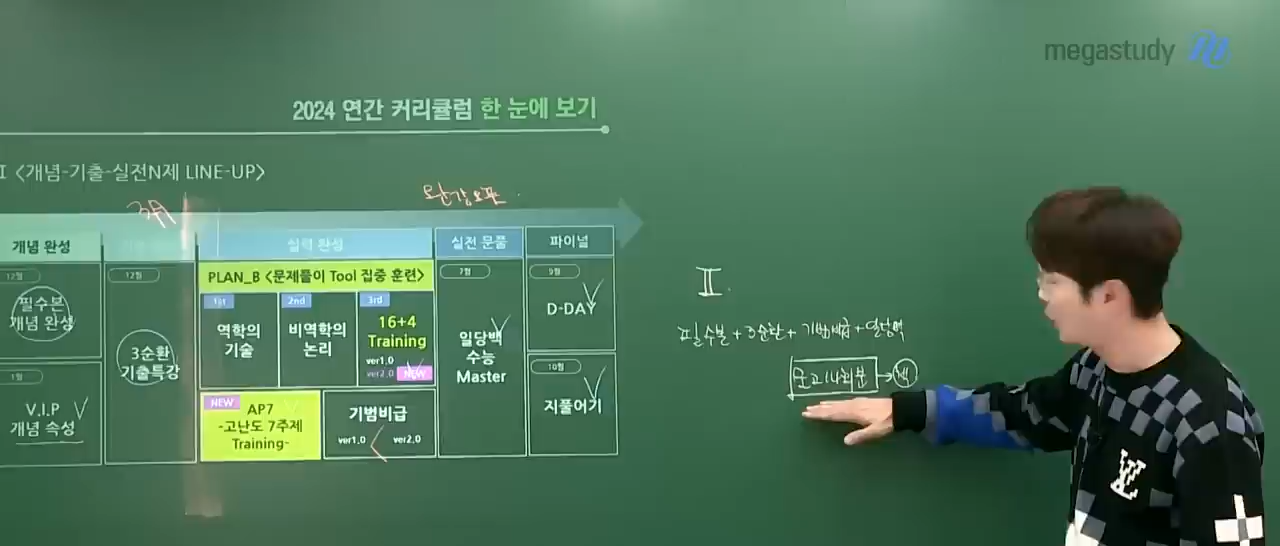 megastudy
2024 연간 커리큘럼 한 눈에 보기
I <개념-기출-실전N제 LINE-UP>
3月
완강오픈
개념 완성
실력 완성
실전 문풀
파이널
12월
필수본
개념 완성
1월
V.I.P
개념 속성
12월
3순환
기출특강
PLAN_B <문제풀이 Tool 집중 훈련>
1st
역학의
기술
2nd
비역학의
논리
3rd
16+4
Training
ver1.0
ver2.0 NEW
NEW
AP7
-고난도 7주제
Training-
기범비급
ver1.0
ver2.0
7월
일당백
수능
Master
9월
D-DAY
10월
지풀어기
II.
필수본 + 3순환 + 기범비급 + 일당백